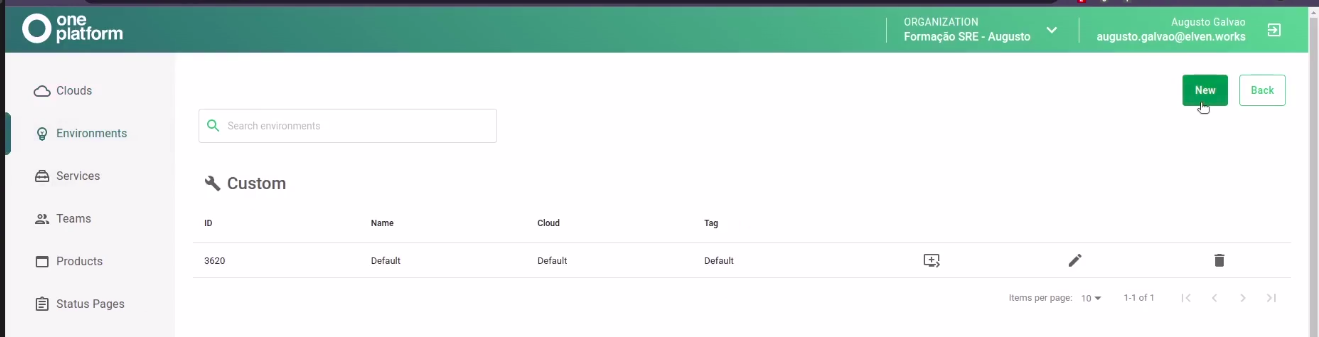 one
platform
ORGANIZATION
Formação SRE - Augusto
Augusto Galvao
augusto.galvao@elven.works
Clouds
Environments
Services
Teams
Products
Status Pages
New
Back
Search environments
Custom
ID Name Cloud Tag
3620 Default Default Default
Items per page: 10 1-1 of 1